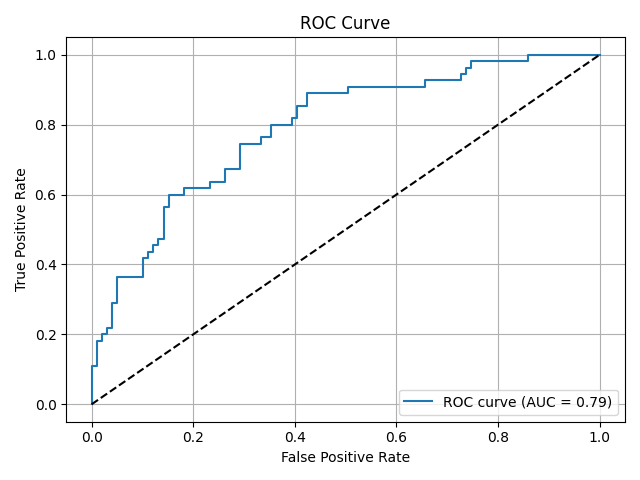 ROC Curve
True Positive Rate
1.0
0.8
0.6
0.4
0.2
0.0
0.0 0.2 0.4 0.6 0.8 1.0
False Positive Rate
ROC curve (AUC = 0.79)